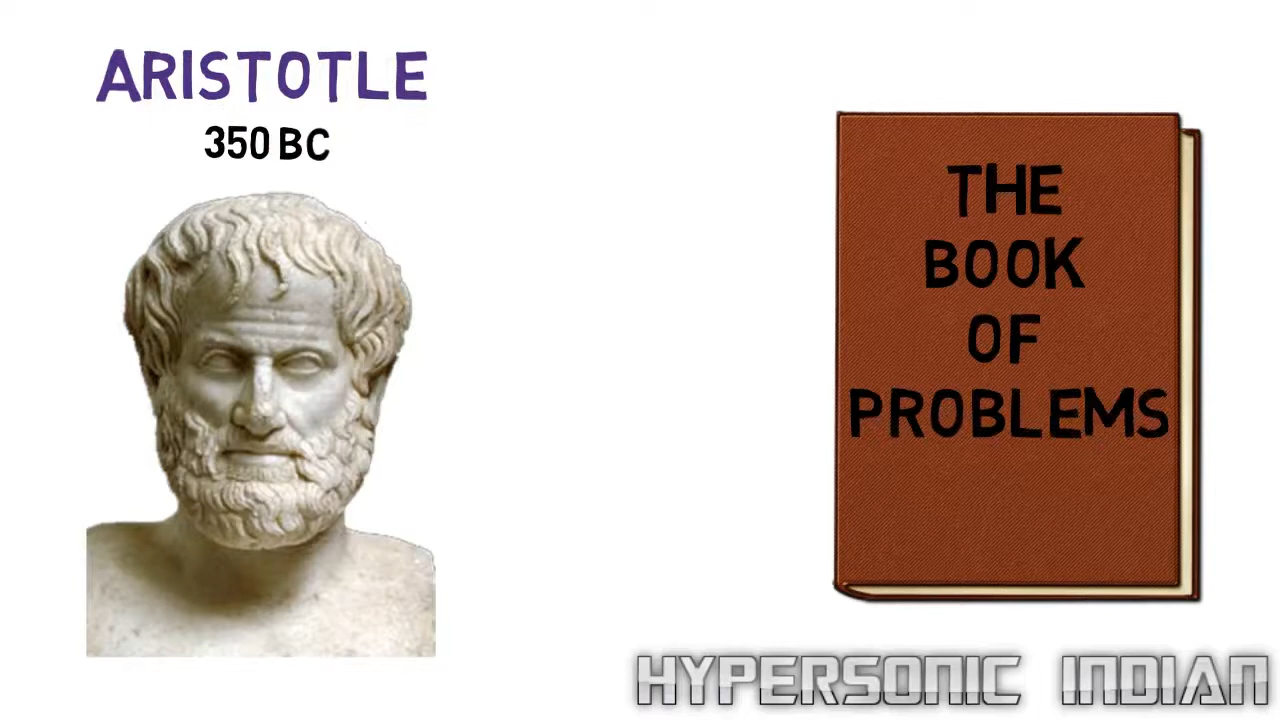 ARISTOTLE
350 BC
THE
BOOK
OF
PROBLEMS
HYPERSONIC INDIAN